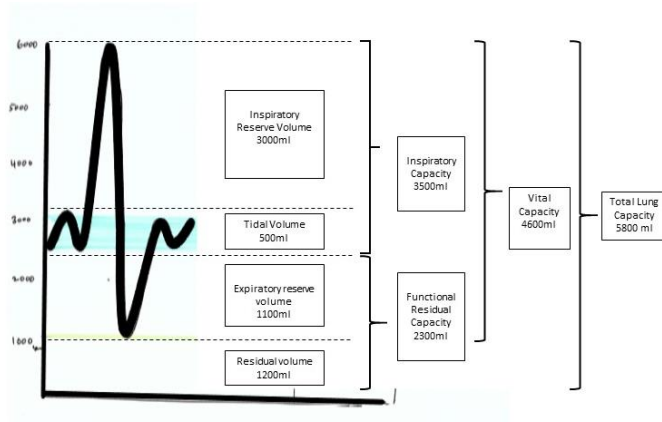 6000
5000
4000
3000
2000
1000
Inspiratory
Reserve Volume
3000ml
Tidal Volume
500ml
Expiratory reserve
volume
1100ml
Residual volume
1200ml
Inspiratory
Capacity
3500ml
Functional
Residual
Capacity
2300ml
Vital
Capacity
4600ml
Total Lung
Capacity
5800 ml